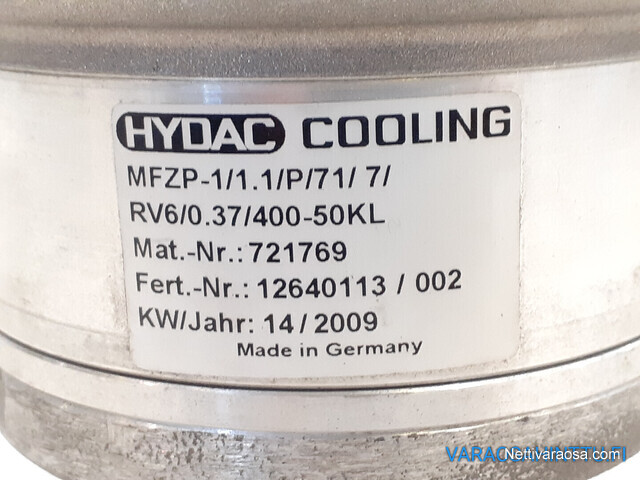 HYDAC COOLING
MFZP-1/1.1/P/71/ 7/
RV6/0.37/400-50KL
Mat.-Nr.: 721769
Fert.-Nr.: 12640113 / 002
KW/Jahr: 14 / 2009
Made in Germany
Nettivaraosa.com